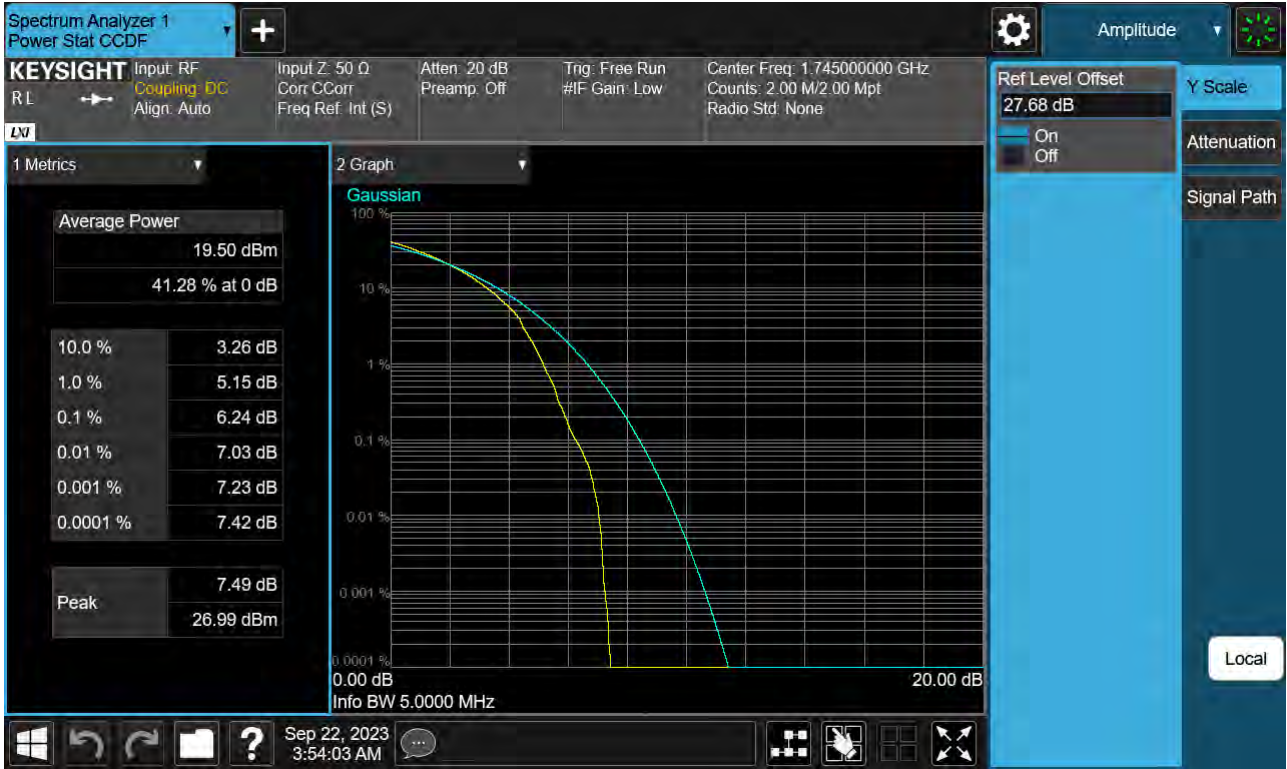 Spectrum Analyzer 1
Power Stat CCDF
Amplitude
KEYSIGHT
R L
LXI
Input: RF
Coupling: DC
Align: Auto
Input Z: 50 Ω
Corr CCorr
Freq Ref: Int (S)
Atten: 20 dB
Preamp: Off
Trig: Free Run
#IF Gain: Low
Center Freq: 1.745000000 GHz
Counts: 2.00 M/2.00 Mpt
Radio Std: None
Ref Level Offset
27.68 dB
On
Off
Y Scale
Attenuation
Signal Path
1 Metrics
Average Power
19.50 dBm
41.28 % at 0 dB
10.0 % 3.26 dB
1.0 % 5.15 dB
0.1 % 6.24 dB
0.01 % 7.03 dB
0.001 % 7.23 dB
0.0001 % 7.42 dB
Peak
7.49 dB
26.99 dBm
2 Graph
Gaussian
100 %
10 %
1 %
0.1 %
0.01 %
0.001 %
0.0001 %
0.00 dB 20.00 dB
Info BW 5.0000 MHz
Local
?
Sep 22, 2023
3:54:03 AM